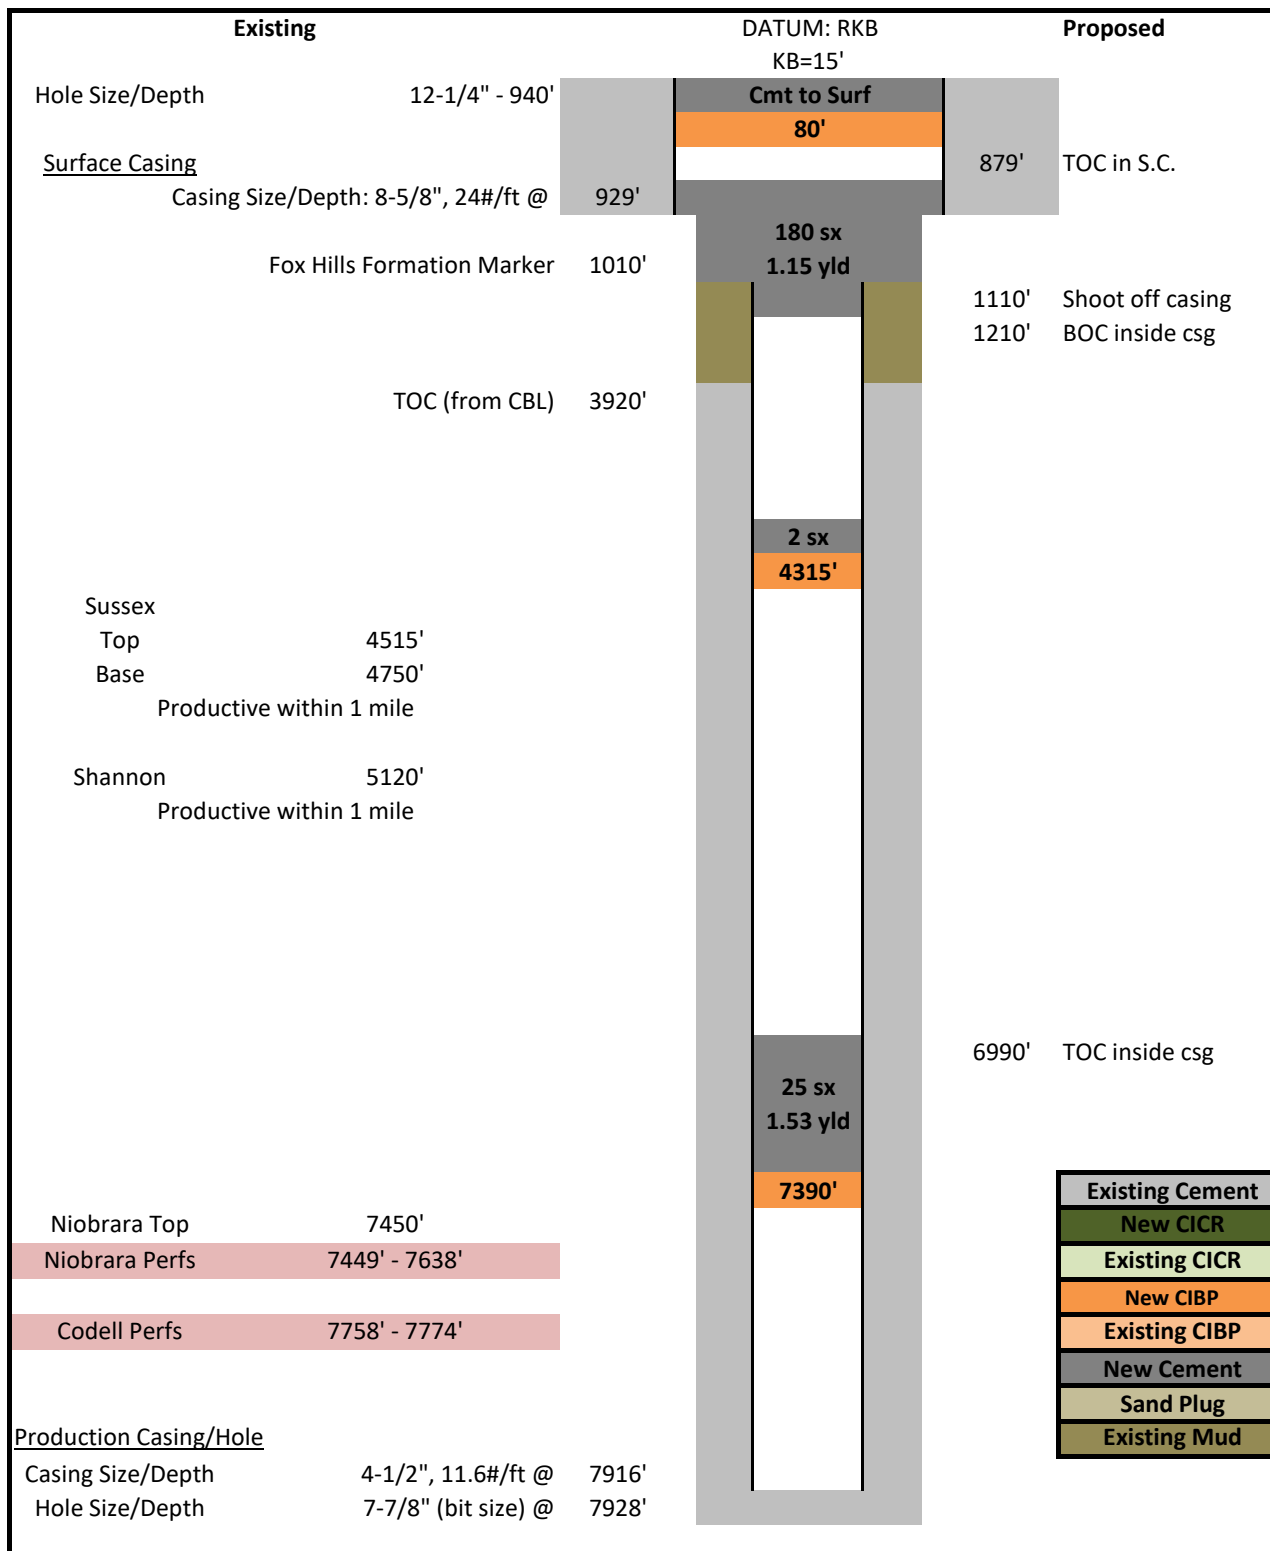 Existing DATUM: RKB Proposed
KB=15'
Hole Size/Depth 12-1/4" - 940' Cmt to Surf
80'
Surface Casing 879' TOC in S.C.
Casing Size/Depth: 8-5/8", 24#/ft @ 929'
180 sx
Fox Hills Formation Marker 1010' 1.15 yld
1110' Shoot off casing
1210' BOC inside csg
TOC (from CBL) 3920'
2 sx
4315'
Sussex
Top 4515'
Base 4750'
Productive within 1 mile
Shannon 5120'
Productive within 1 mile
6990' TOC inside csg
25 sx
1.53 yld
7390' Existing Cement
Niobrara Top 7450' New CICR
Niobrara Perfs 7449' - 7638' Existing CICR
New CIBP
Codell Perfs 7758' - 7774' Existing CIBP
New Cement
Sand Plug
Production Casing/Hole Existing Mud
Casing Size/Depth 4-1/2", 11.6#/ft @ 7916'
Hole Size/Depth 7-7/8" (bit size) @ 7928'